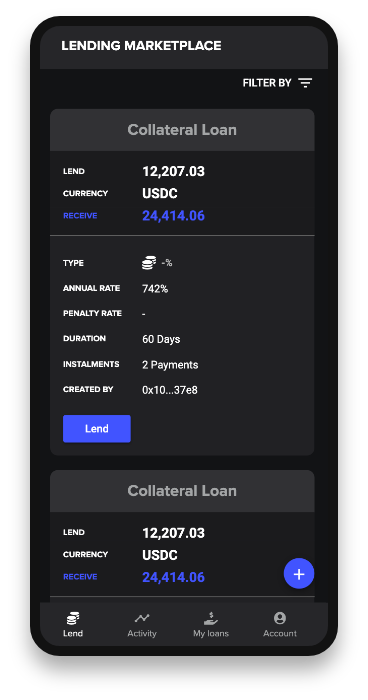 LENDING MARKETPLACE
FILTER BY
Collateral Loan
LEND 12,207.03
CURRENCY USDC
RECEIVE 24,414.06
TYPE -%
ANNUAL RATE 742%
PENALTY RATE -
DURATION 60 Days
INSTALMENTS 2 Payments
CREATED BY 0x10...37e8
Lend
Collateral Loan
LEND 12,207.03
CURRENCY USDC
RECEIVE 24,414.06
+
Lend Activity My loans Account